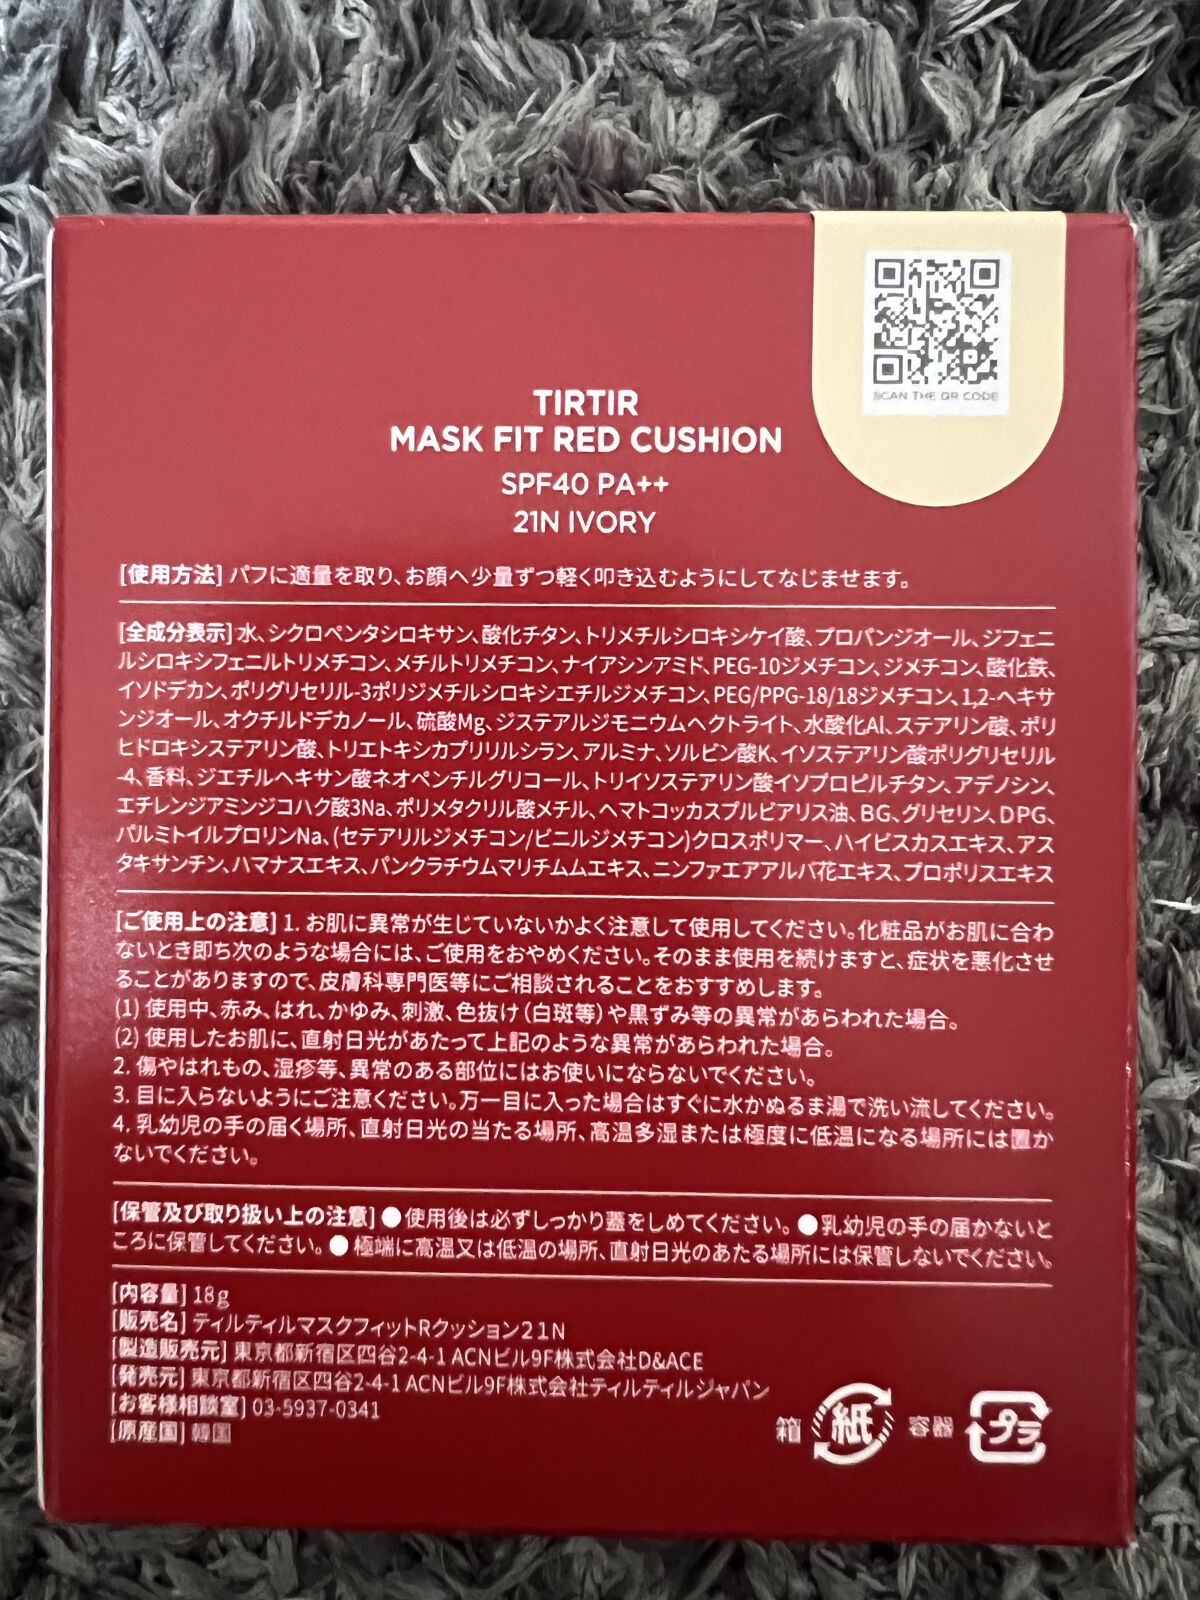 SCAN THE QR CODE
TIRTIR
MASK FIT RED CUSHION
SPF40 PA++
21N IVORY
[使用方法] パフに適量を取り、お顔へ少量ずつ軽く叩き込むようにしてなじませます。
[全成分表示] 水、シクロペンタシロキサン、酸化チタン、トリメチルシロキシケイ酸、プロパンジオール、ジフェニ
ルシロキシフェニルトリメチコン、メチルトリメチコン、ナイアシンアミド、PEG-10ジメチコン、ジメチコン、酸化鉄、
イソドデカン、ポリグリセリル-3ポリジメチルシロキシエチルジメチコン、PEG/PPG-18/18ジメチコン、1,2-ヘキサ
ンジオール、オクチルドデカノール、硫酸Mg、ジステアルジモニウムヘクトライト、水酸化Al、ステアリン酸、ポリ
ヒドロキシステアリン酸、トリエトキシカプリリルシラン、アルミナ、ソルビン酸K、イソステアリン酸ポリグリセリル
-4、香料、ジエチルヘキサン酸ネオペンチルグリコール、トリイソステアリン酸イソプロピルチタン、アデノシン、
エチレンジアミンジコハク酸3Na、ポリメタクリル酸メチル、ヘマトコッカスプルビアリス油、BG、グリセリン、DPG、
パルミトイルプロリンNa、(セテアリルジメチコン/ビニルジメチコン)クロスポリマー、ハイビスカスエキス、アス
タキサンチン、ハマナスエキス、パンクラチウムマリチムムエキス、ニンファエアアルバ花エキス、プロポリスエキス
[ご使用上の注意] 1. お肌に異常が生じていないかよく注意して使用してください。化粧品がお肌に合わ
ないとき即ち次のような場合には、ご使用をおやめください。そのまま使用を続けますと、症状を悪化させ
ることがありますので、皮膚科専門医等にご相談されることをおすすめします。
(1) 使用中、赤み、はれ、かゆみ、刺激、色抜け(白斑等)や黒ずみ等の異常があらわれた場合。
(2) 使用したお肌に、直射日光があたって上記のような異常があらわれた場合。
2. 傷やはれもの、湿疹等、異常のある部位にはお使いにならないでください。
3. 目に入らないようにご注意ください。万一目に入った場合はすぐに水かぬるま湯で洗い流してください。
4. 乳幼児の手の届く場所、直射日光の当たる場所、高温多湿または極度に低温になる場所には置か
ないでください。
[保管及び取り扱い上の注意] ●使用後は必ずしっかり蓋をしめてください。 ●乳幼児の手の届かないと
ころに保管してください。 ● 極端に高温又は低温の場所、直射日光のあたる場所には保管しないでください。
[内容量] 18g
[販売名] ティルティルマスクフィットRクッション21N
[製造販売元] 東京都新宿区四谷2-4-1 ACNビル9F株式会社D&ACE
[発売元] 東京都新宿区四谷2-4-1 ACNビル9F株式会社ティルティルジャパン
[お客様相談室] 03-5937-0341
[原産国] 韓国
箱 紙 容器 プラ